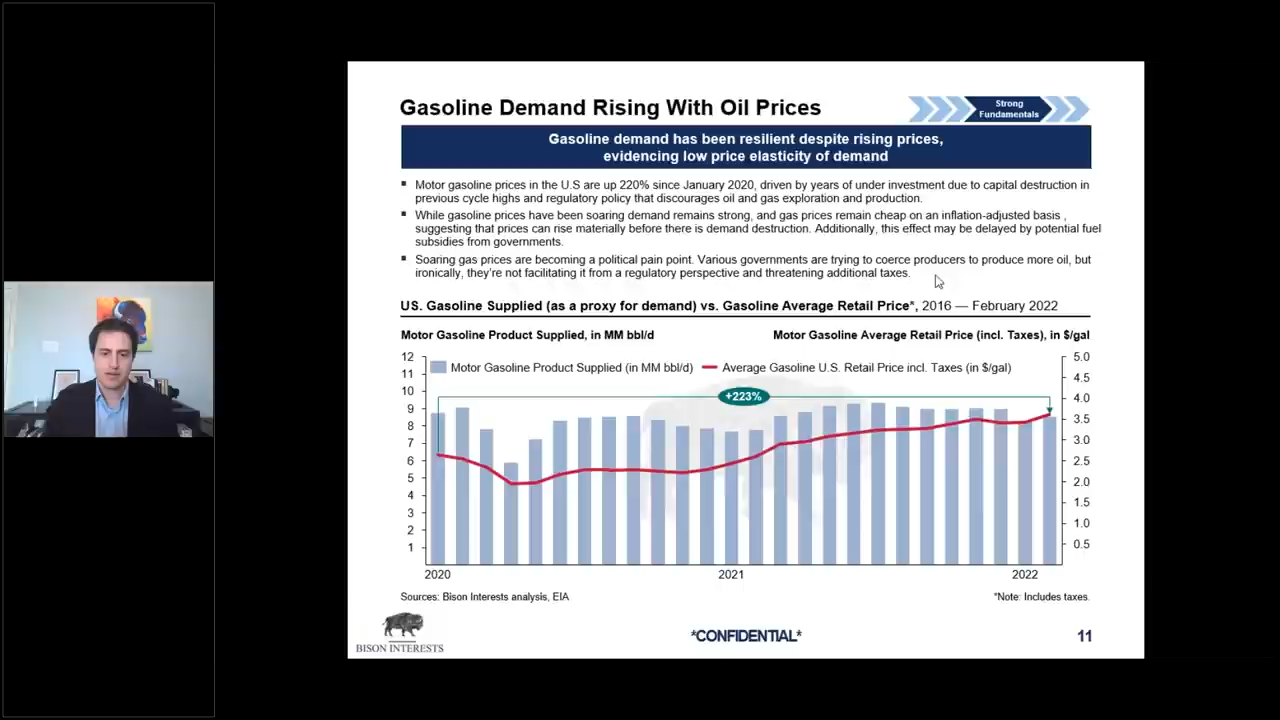 Gasoline Demand Rising With Oil Prices
Strong
Fundamentals
Gasoline demand has been resilient despite rising prices,
evidencing low price elasticity of demand
▪ Motor gasoline prices in the U.S are up 220% since January 2020, driven by years of under investment due to capital destruction in
previous cycle highs and regulatory policy that discourages oil and gas exploration and production.
▪ While gasoline prices have been soaring demand remains strong, and gas prices remain cheap on an inflation-adjusted basis ,
suggesting that prices can rise materially before there is demand destruction. Additionally, this effect may be delayed by potential fuel
subsidies from governments.
▪ Soaring gas prices are becoming a political pain point. Various governments are trying to coerce producers to produce more oil, but
ironically, they're not facilitating it from a regulatory perspective and threatening additional taxes.
US. Gasoline Supplied (as a proxy for demand) vs. Gasoline Average Retail Price*, 2016 — February 2022
Motor Gasoline Product Supplied, in MM bbl/d
Motor Gasoline Average Retail Price (incl. Taxes), in $/gal
Motor Gasoline Product Supplied (in MM bbl/d)
Average Gasoline U.S. Retail Price incl. Taxes (in $/gal)
+223%
12
11
10
9
8
7
6
5
4
3
2
1
5.0
4.5
4.0
3.5
3.0
2.5
2.0
1.5
1.0
0.5
2020
2021
2022
Sources: Bison Interests analysis, EIA
*Note: Includes taxes.
BISON INTERESTS
*CONFIDENTIAL*
11